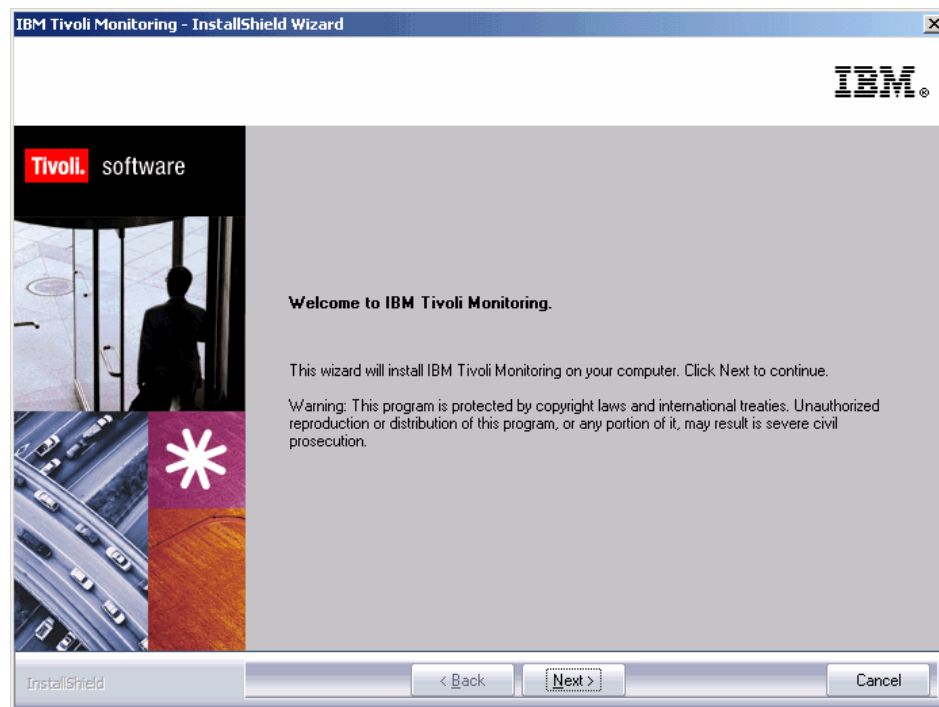 IBM Tivoli Monitoring - InstallShield Wizard
IBM®
Tivoli. software
Welcome to IBM Tivoli Monitoring.
This wizard will install IBM Tivoli Monitoring on your computer. Click Next to continue.
Warning: This program is protected by copyright laws and international treaties. Unauthorized
reproduction or distribution of this program, or any portion of it, may result is severe civil
prosecution.
InstallShield
< Back
Next >
Cancel